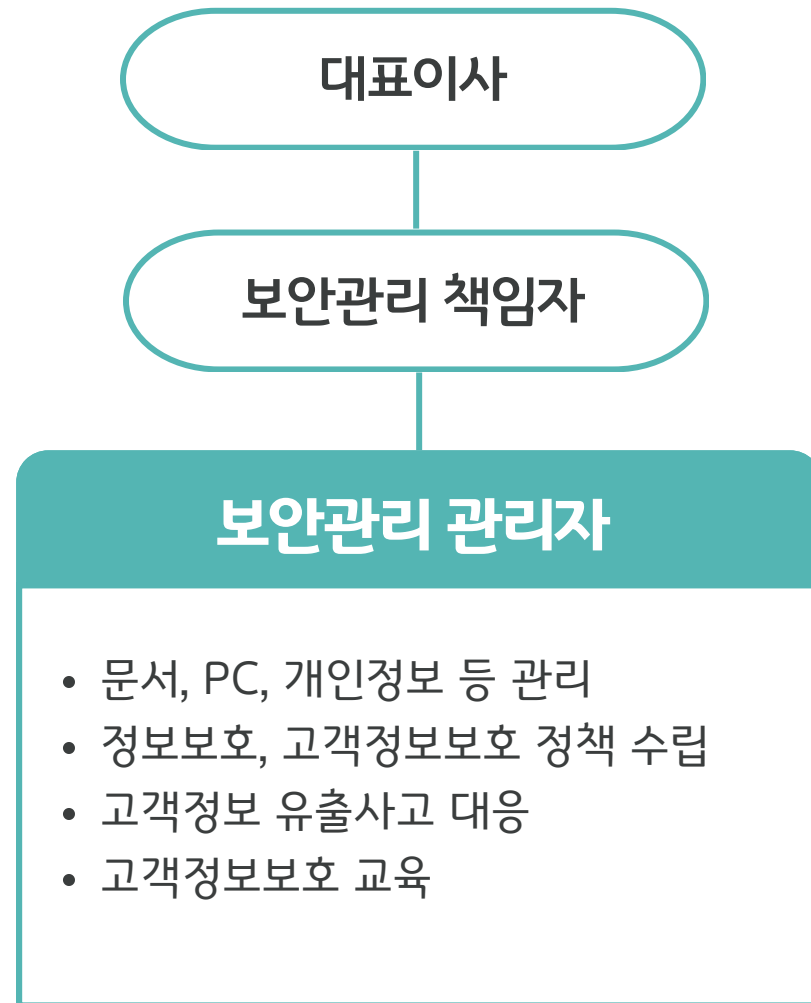 대표이사
보안관리 책임자
보안관리 관리자
• 문서, PC, 개인정보 등 관리
• 정보보호, 고객정보보호 정책 수립
• 고객정보 유출사고 대응
• 고객정보보호 교육